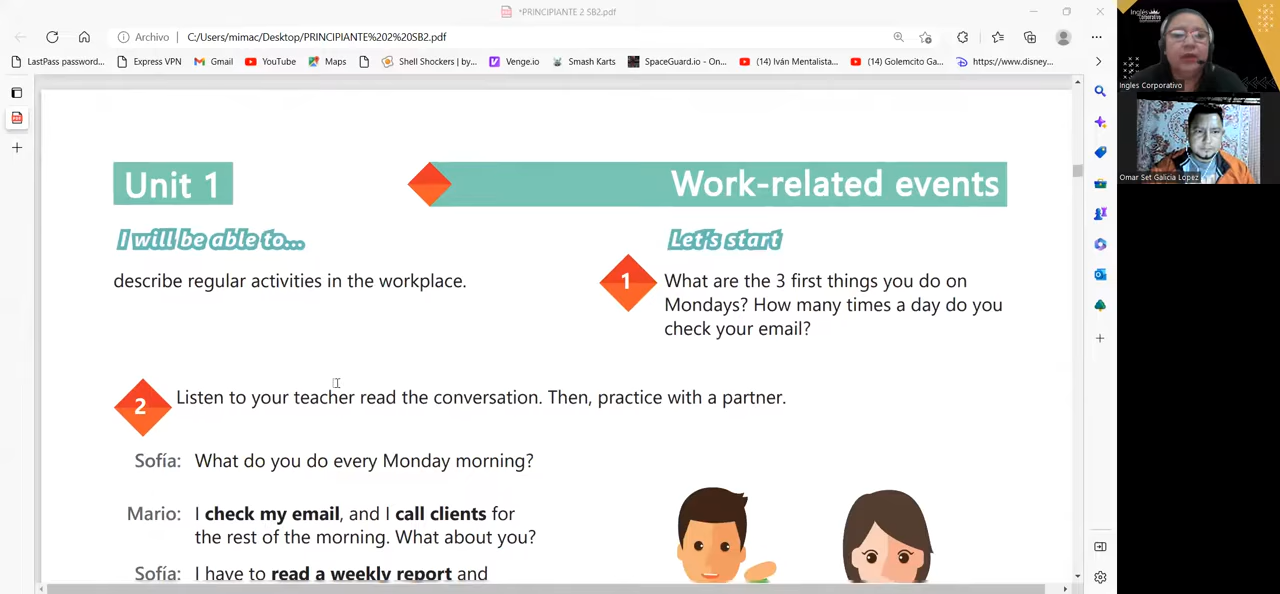 *PRINCIPIANTE 2 SB2.pdf
Archivo
C:/Users/mimac/Desktop/PRINCIPIANTE%202%20SB2.pdf
LastPass password...
Express VPN
Gmail
YouTube
Maps
Shell Shockers | by...
Venge.io
Smash Karts
SpaceGuard.io - On...
(14) Iván Mentalista...
(14) Golemcito Ga...
https://www.disney...
Unit 1
Work-related events
I will be able to...
describe regular activities in the workplace.
Let's start
1
What are the 3 first things you do on
Mondays? How many times a day do you
check your email?
2
Listen to your teacher read the conversation. Then, practice with a partner.
Sofía: What do you do every Monday morning?
Mario: I check my email, and I call clients for
the rest of the morning. What about you?
Sofía: I have to read a weekly report and
Inglés
Corporativo
Ingles Corporativo
Omar Set Galicia Lopez